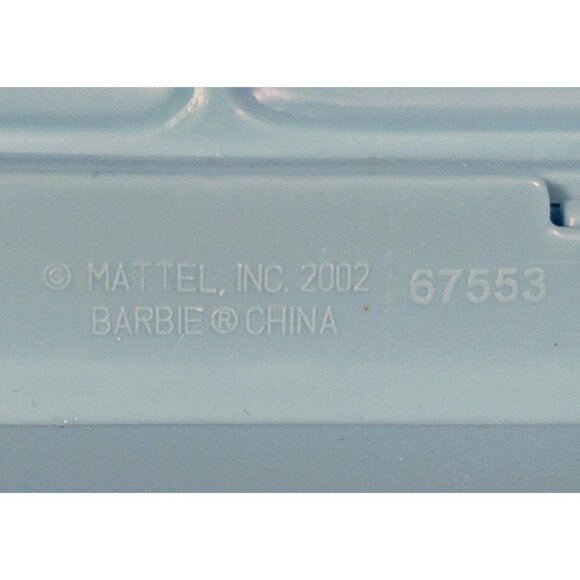 © MATTEL, INC. 2002 67553
BARBIE ® CHINA